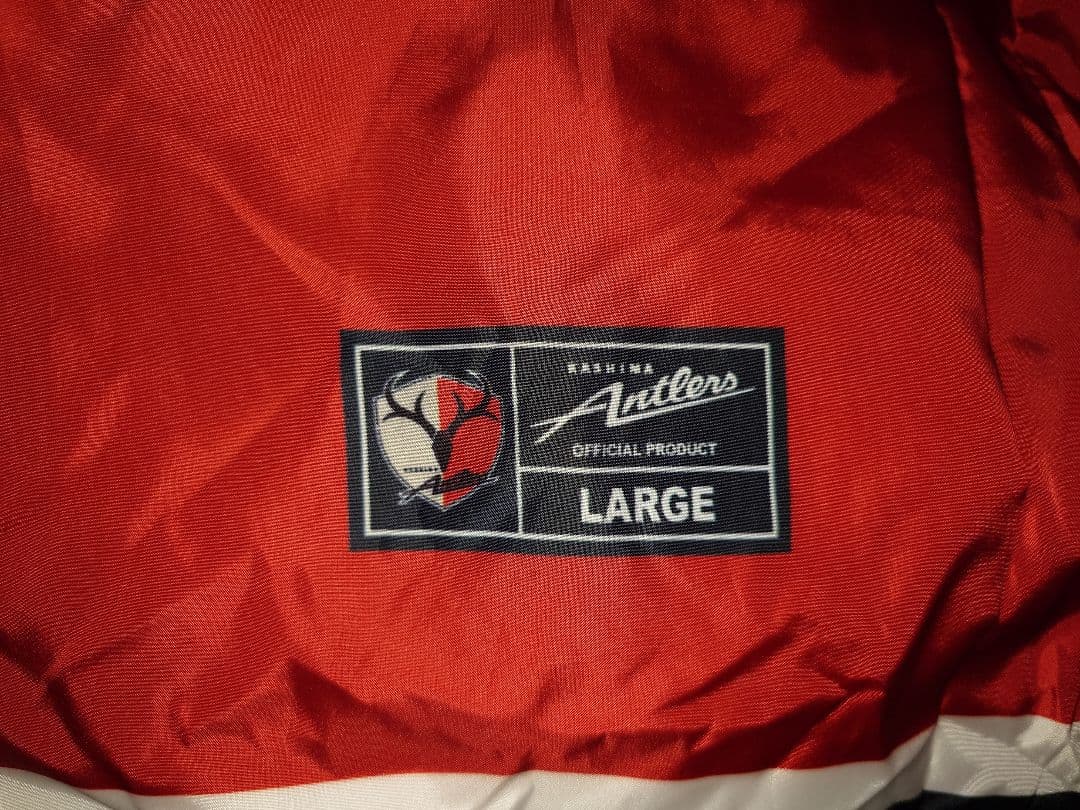 KASHIMA
Antlers
OFFICIAL PRODUCT
LARGE